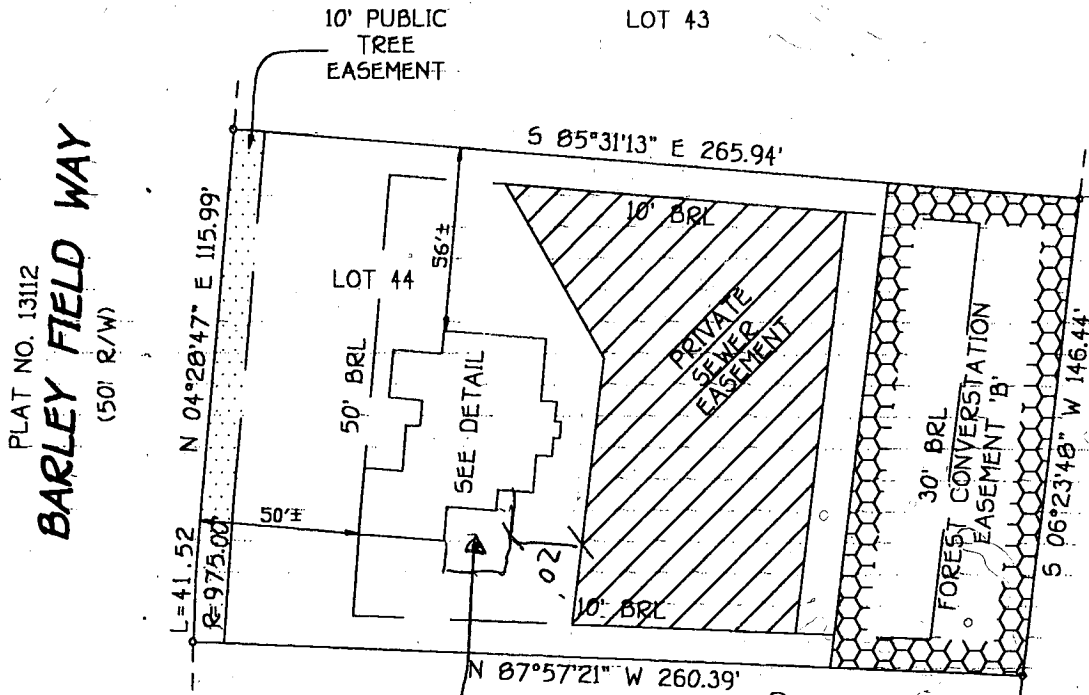 10' PUBLIC
TREE
EASEMENT
LOT 43
PLAT NO. 13112
BARLEY FIELD WAY
(50' R/W)
N 04°28'47" E 115.99'
L=41.52
R=975.00
S 85°31'13" E 265.94'
10' BRL
56'±
LOT 44
50' BRL
SEE DETAIL
50'±
20'
PRIVATE
SEWER
EASEMENT
10' BRL
30' BRL
FOREST CONVERSTATION
EASEMENT 'B'
S 06°23'48" W 146.44'
N 87°57'21" W 260.39'